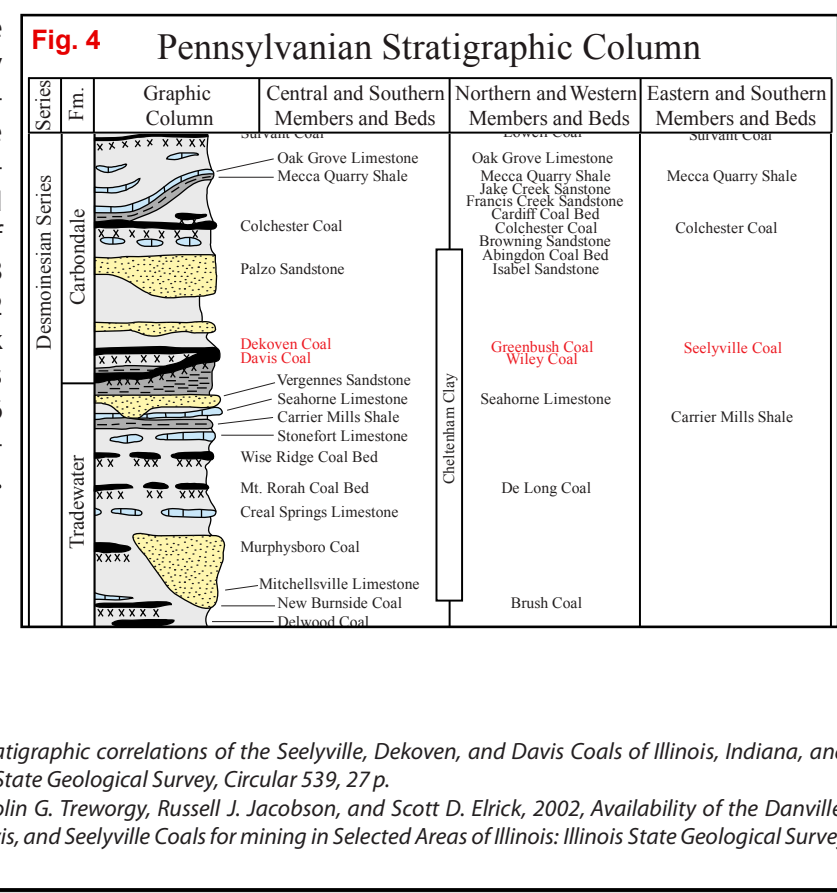 Fig. 4
Pennsylvanian Stratigraphic Column
Series
Fm.
Graphic
Column
Central and Southern
Members and Beds
Northern and Western
Members and Beds
Eastern and Southern
Members and Beds
Desmoinesian Series
Carbondale
Tradewater
Survant Coal
Oak Grove Limestone
Mecca Quarry Shale
Colchester Coal
Palzo Sandstone
Dekoven Coal
Davis Coal
Vergennes Sandstone
Seahorne Limestone
Carrier Mills Shale
Stonefort Limestone
Wise Ridge Coal Bed
Mt. Rorah Coal Bed
Creal Springs Limestone
Murphysboro Coal
Mitchellsville Limestone
New Burnside Coal
Delwood Coal
Cheltenham Clay
Lowell Coal
Oak Grove Limestone
Mecca Quarry Shale
Jake Creek Sanstone
Francis Creek Sandstone
Cardiff Coal Bed
Colchester Coal
Browning Sandstone
Abingdon Coal Bed
Isabel Sandstone
Greenbush Coal
Wiley Coal
Seahorne Limestone
De Long Coal
Brush Coal
Survant Coal
Mecca Quarry Shale
Colchester Coal
Seelyville Coal
Carrier Mills Shale
atigraphic correlations of the Seelyville, Dekoven, and Davis Coals of Illinois, Indiana, and
State Geological Survey, Circular 539, 27 p.
olin G. Treworgy, Russell J. Jacobson, and Scott D. Elrick, 2002, Availability of the Danville
is, and Seelyville Coals for mining in Selected Areas of Illinois: Illinois State Geological Survey